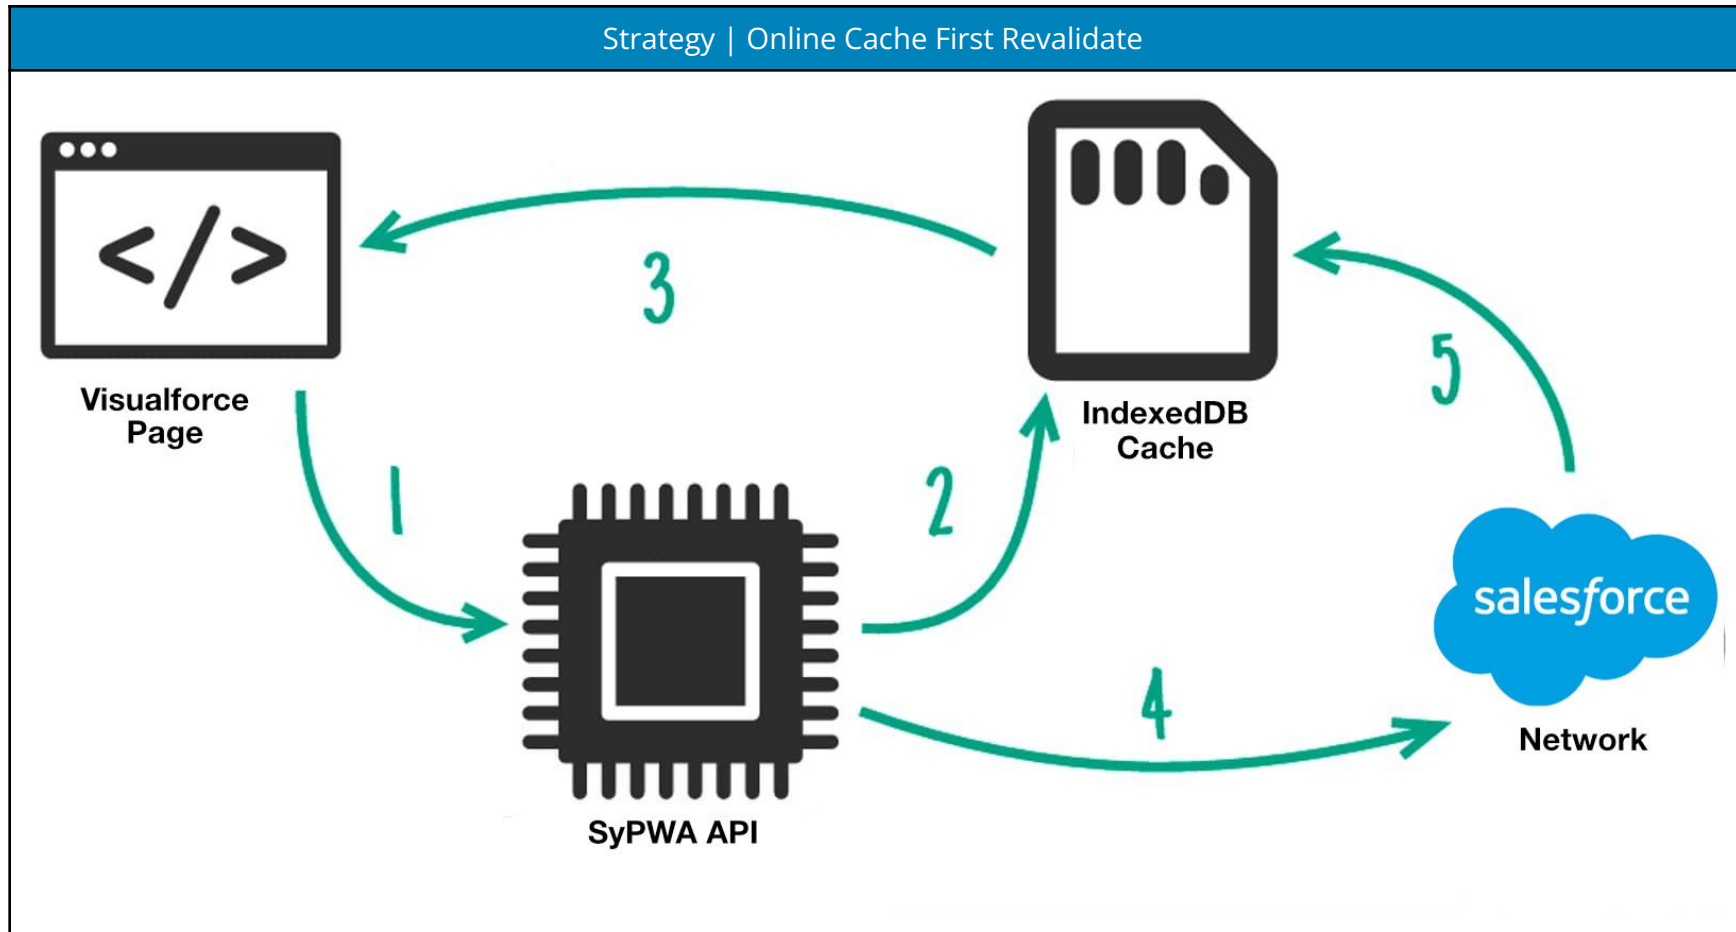 Strategy | Online Cache First Revalidate
</>
3
5
Visualforce
Page
IndexedDB
Cache
1
2
salesforce
4
Network
SyPWA API